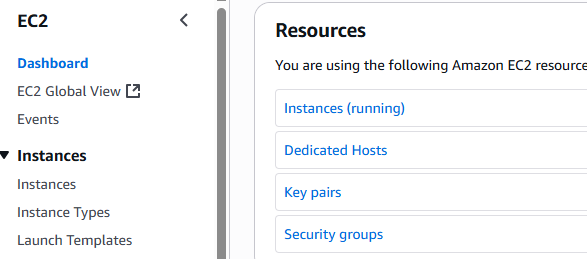 EC2
Dashboard
EC2 Global View
Events
Instances
Instances
Instance Types
Launch Templates
Resources
You are using the following Amazon EC2 resource
Instances (running)
Dedicated Hosts
Key pairs
Security groups